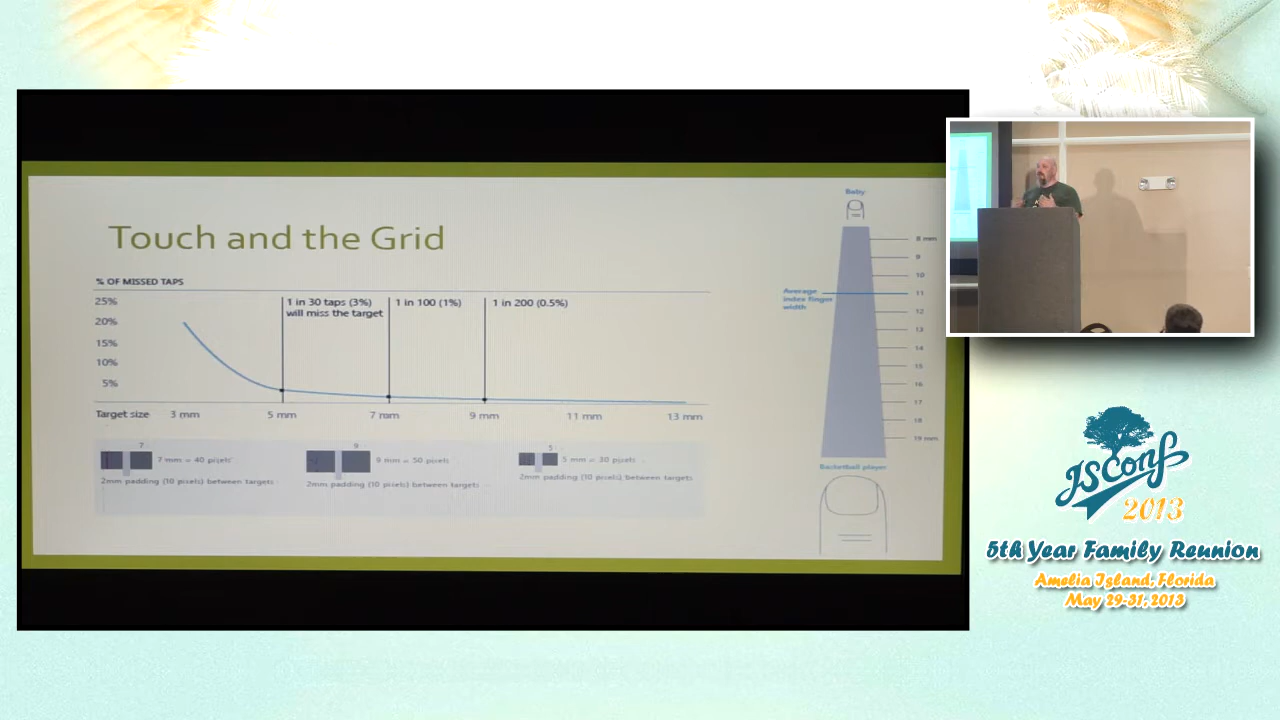 Touch and the Grid
% OF MISSED TAPS
25%
20%
15%
10%
5%
1 in 30 taps (3%)
will miss the target
1 in 100 (1%)
1 in 200 (0.5%)
Target size
3 mm
5 mm
7 mm
9 mm
11 mm
13 mm
7
7 mm = 40 pixels
2mm padding (10 pixels) between targets
9
9 mm = 50 pixels
2mm padding (10 pixels) between targets
5
5 mm = 30 pixels
2mm padding (10 pixels) between targets
Baby
8 mm
9
10
Average
index finger
width
11
12
13
14
15
16
17
18
19 mm
Basketball player
JSConf
2013
5th Year Family Reunion
Amelia Island, Florida
May 29-31, 2013